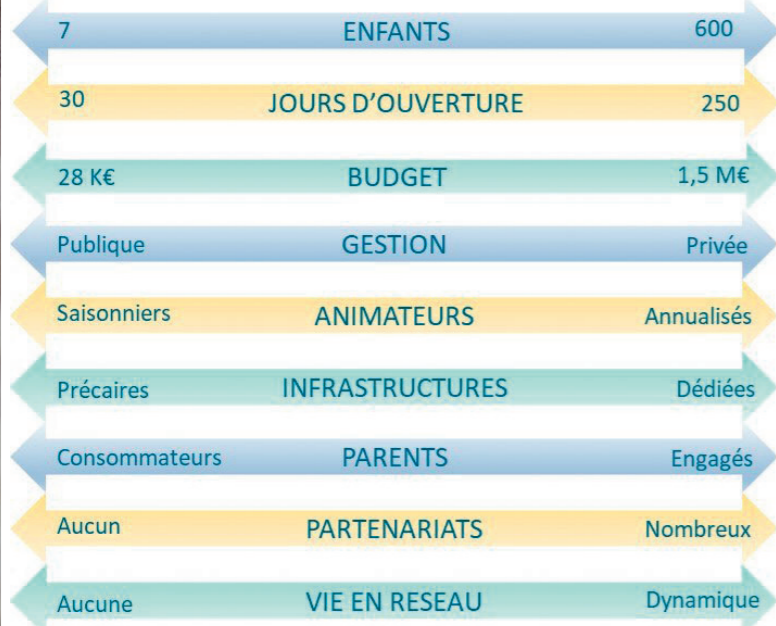 7 ENFANTS 600
30 JOURS D'OUVERTURE 250
28 K€ BUDGET 1,5 M€
Publique GESTION Privée
Saisonniers ANIMATEURS Annualisés
Précaires INFRASTRUCTURES Dédiées
Consommateurs PARENTS Engagés
Aucun PARTENARIATS Nombreux
Aucune VIE EN RESEAU Dynamique